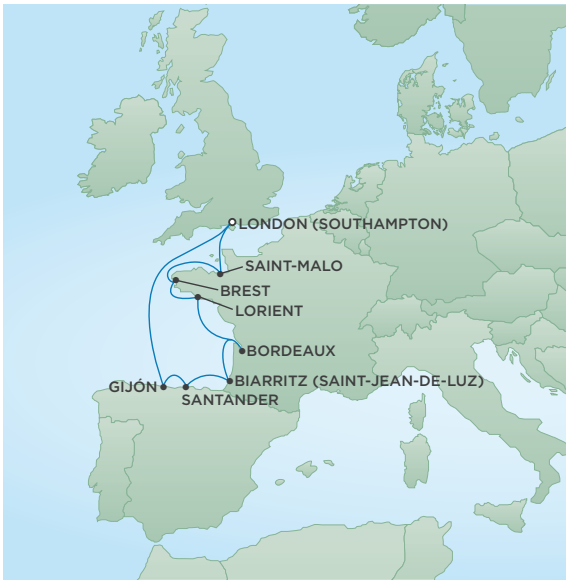 LONDON (SOUTHAMPTON)
SAINT-MALO
BREST
LORIENT
BORDEAUX
BIARRITZ (SAINT-JEAN-DE-LUZ)
GIJÓN
SANTANDER